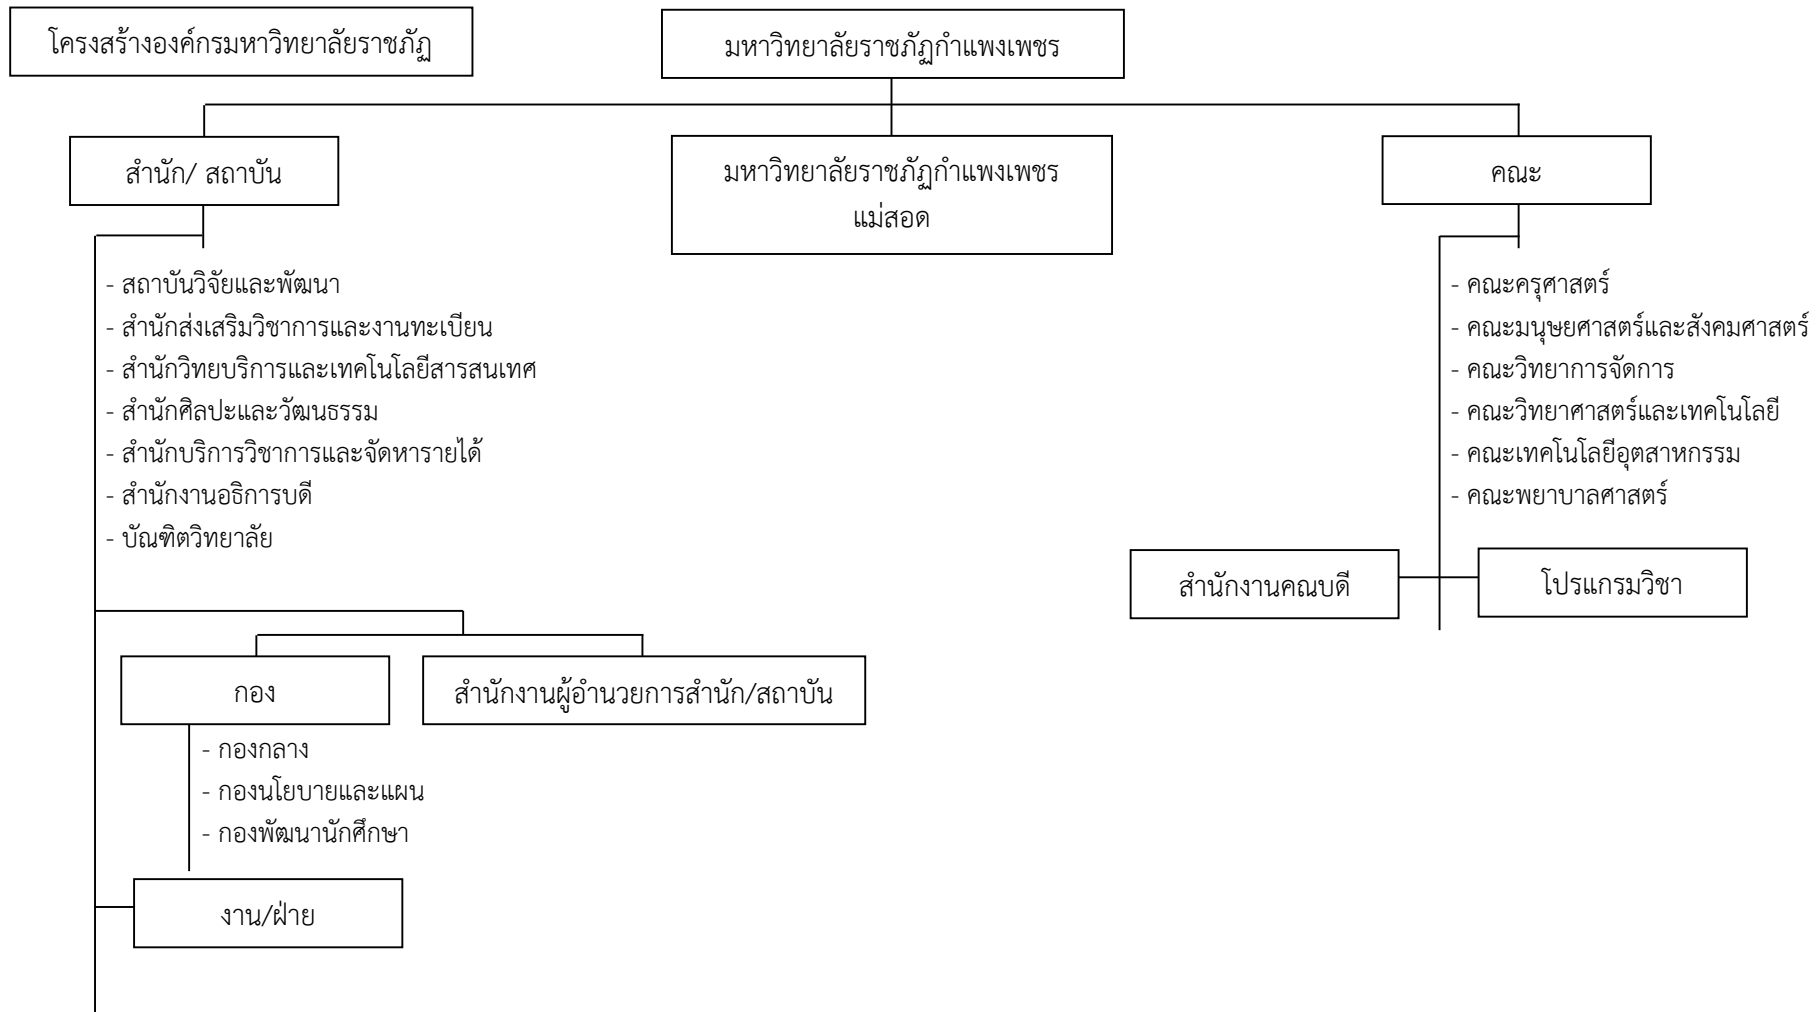 โครงสร้างองค์กรมหาวิทยาลัยราชภัฏ
มหาวิทยาลัยราชภัฏกำแพงเพชร
สำนัก/ สถาบัน
มหาวิทยาลัยราชภัฏกำแพงเพชร
แม่สอด
คณะ
- สถาบันวิจัยและพัฒนา
- สำนักส่งเสริมวิชาการและงานทะเบียน
- สำนักวิทยบริการและเทคโนโลยีสารสนเทศ
- สำนักศิลปะและวัฒนธรรม
- สำนักบริการวิชาการและจัดหารายได้
- สำนักงานอธิการบดี
- บัณฑิตวิทยาลัย
- คณะครุศาสตร์
- คณะมนุษยศาสตร์และสังคมศาสตร์
- คณะวิทยาการจัดการ
- คณะวิทยาศาสตร์และเทคโนโลยี
- คณะเทคโนโลยีอุตสาหกรรม
- คณะพยาบาลศาสตร์
สำนักงานคณบดี
โปรแกรมวิชา
กอง
สำนักงานผู้อำนวยการสำนัก/สถาบัน
- กองกลาง
- กองนโยบายและแผน
- กองพัฒนานักศึกษา
งาน/ฝ่าย